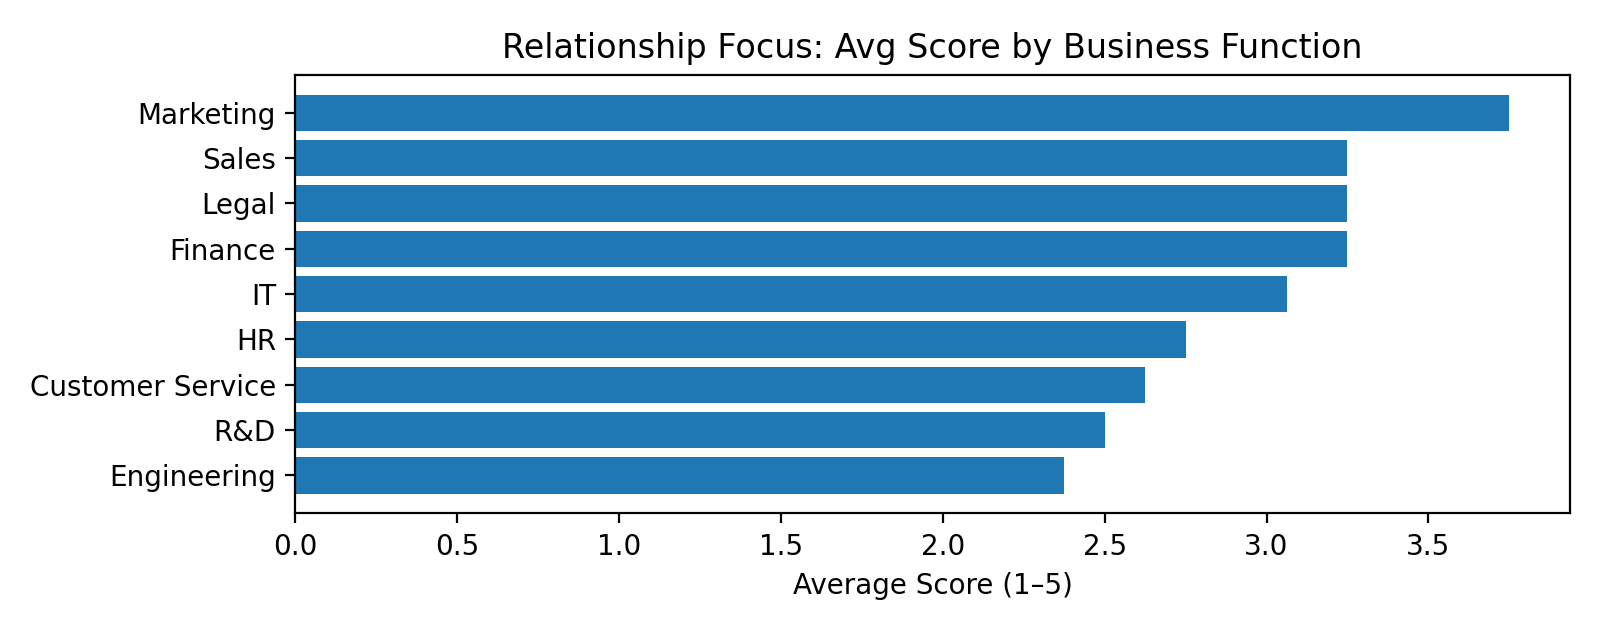 Relationship Focus: Avg Score by Business Function
Marketing
Sales
Legal
Finance
IT
HR
Customer Service
R&D
Engineering
0.0 0.5 1.0 1.5 2.0 2.5 3.0 3.5
Average Score (1–5)